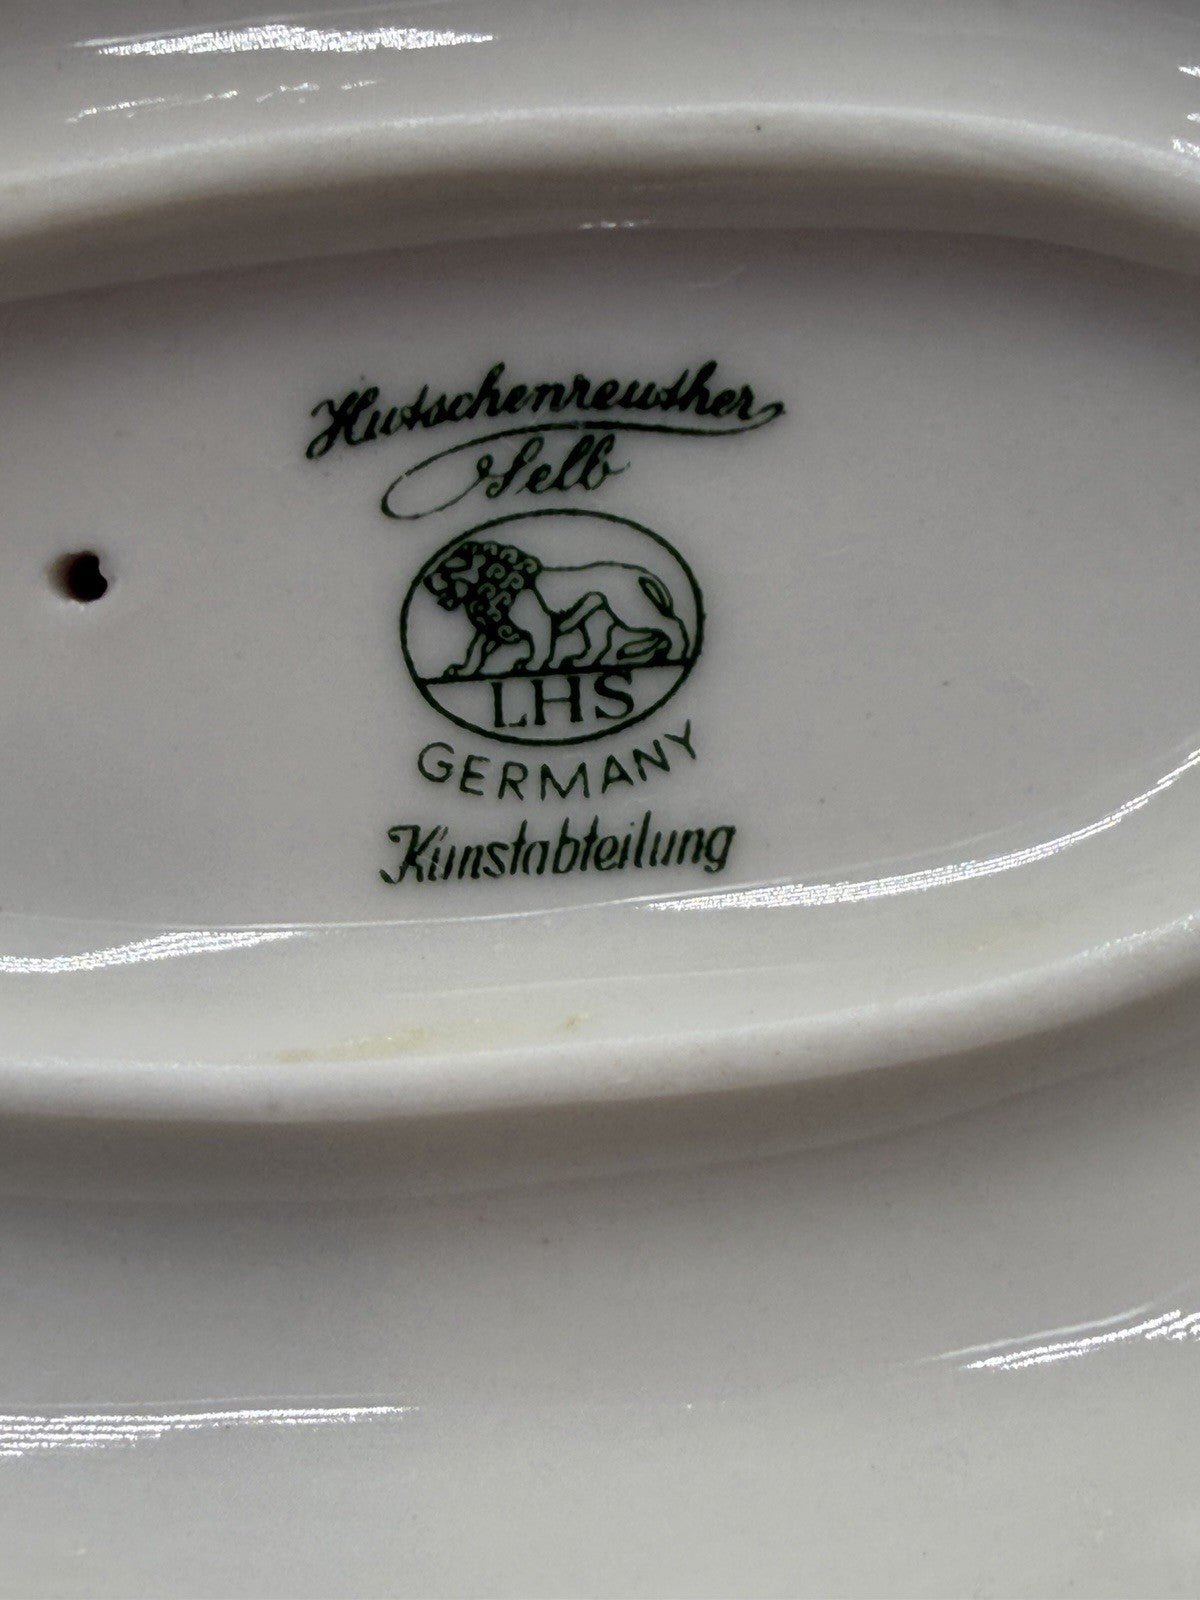 Hutschenreuther
Selb
LHS
GERMANY
Kunstabteilung